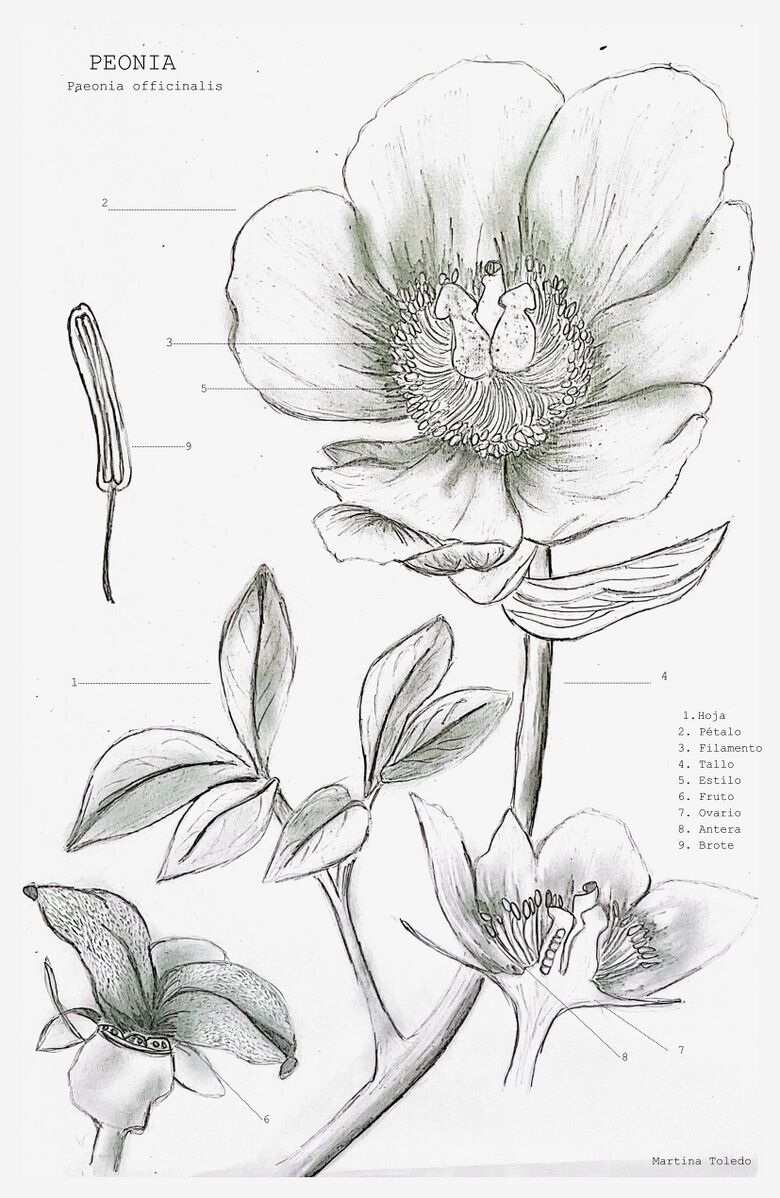 PEONIA
Paeonia officinalis
2
3
5
9
1
4
1.Hoja
2. Pétalo
3. Filamento
4. Tallo
5. Estilo
6. Fruto
7. Ovario
8. Antera
9. Brote
7
8
6
Martina Toledo